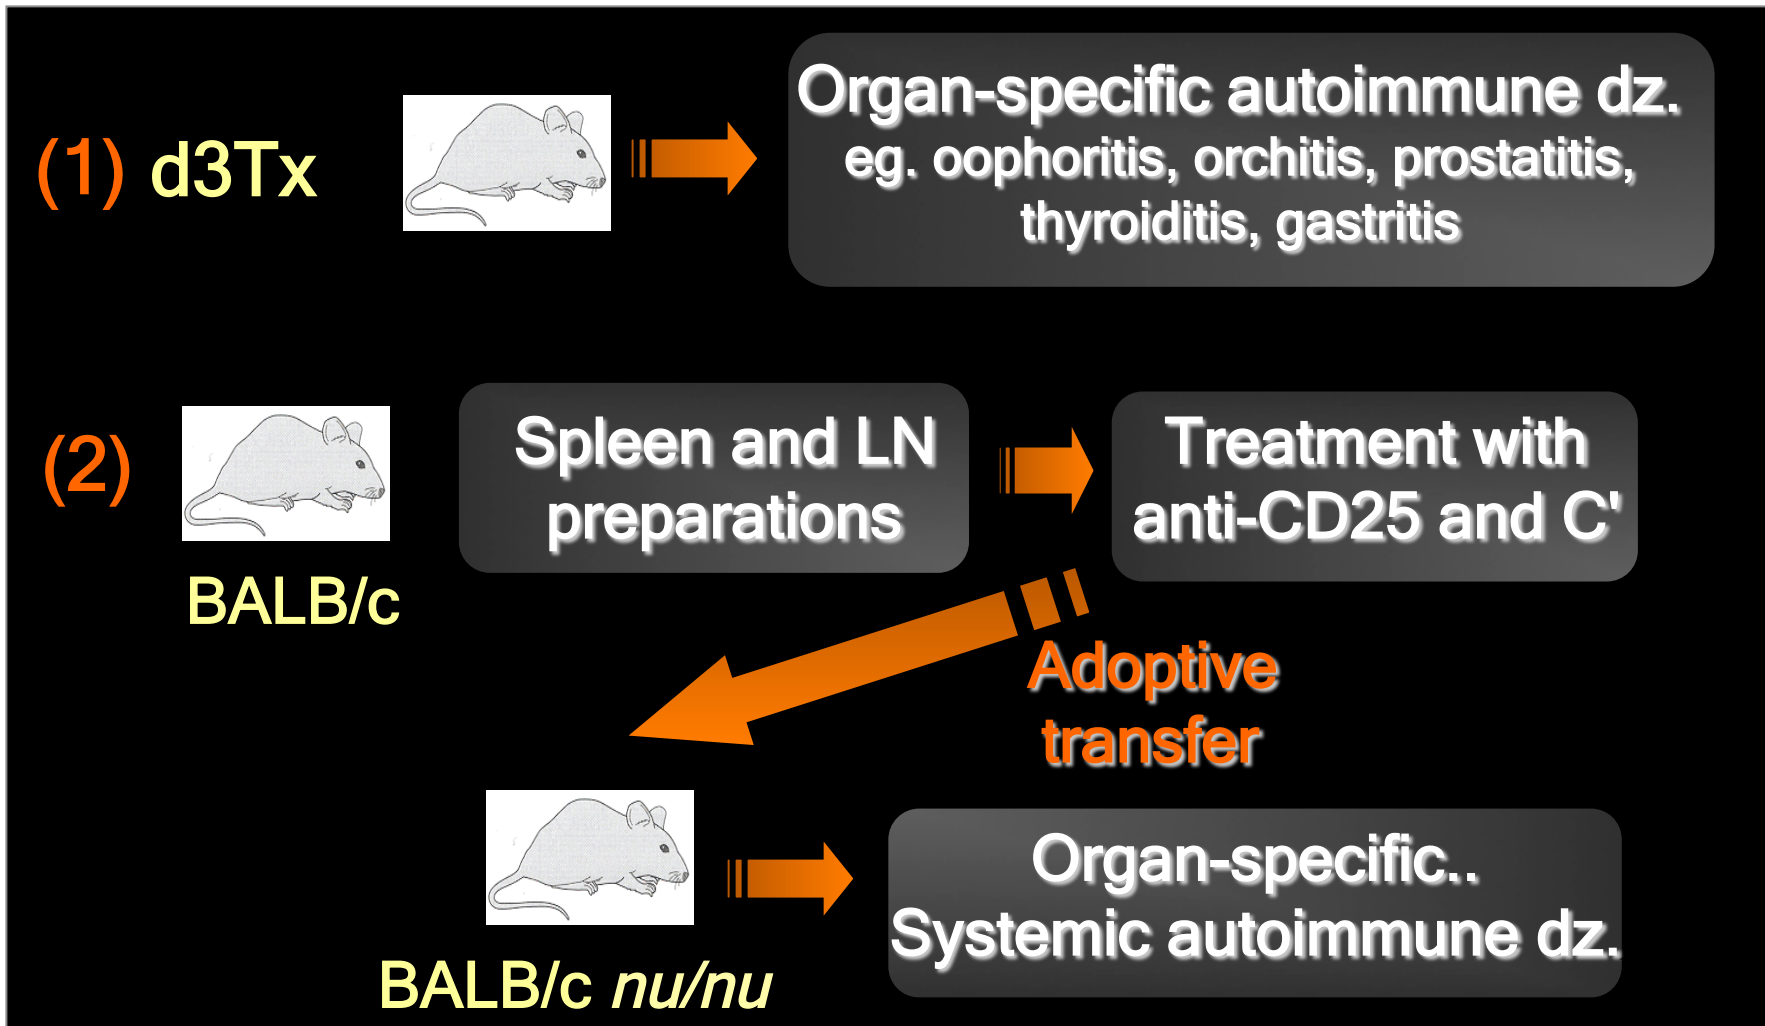 (1) d3Tx
Organ-specific autoimmune dz.
eg. oophoritis, orchitis, prostatitis,
thyroiditis, gastritis
(2)
BALB/c
Spleen and LN
preparations
Treatment with
anti-CD25 and C'
Adoptive
transfer
BALB/c nu/nu
Organ-specific..
Systemic autoimmune dz.